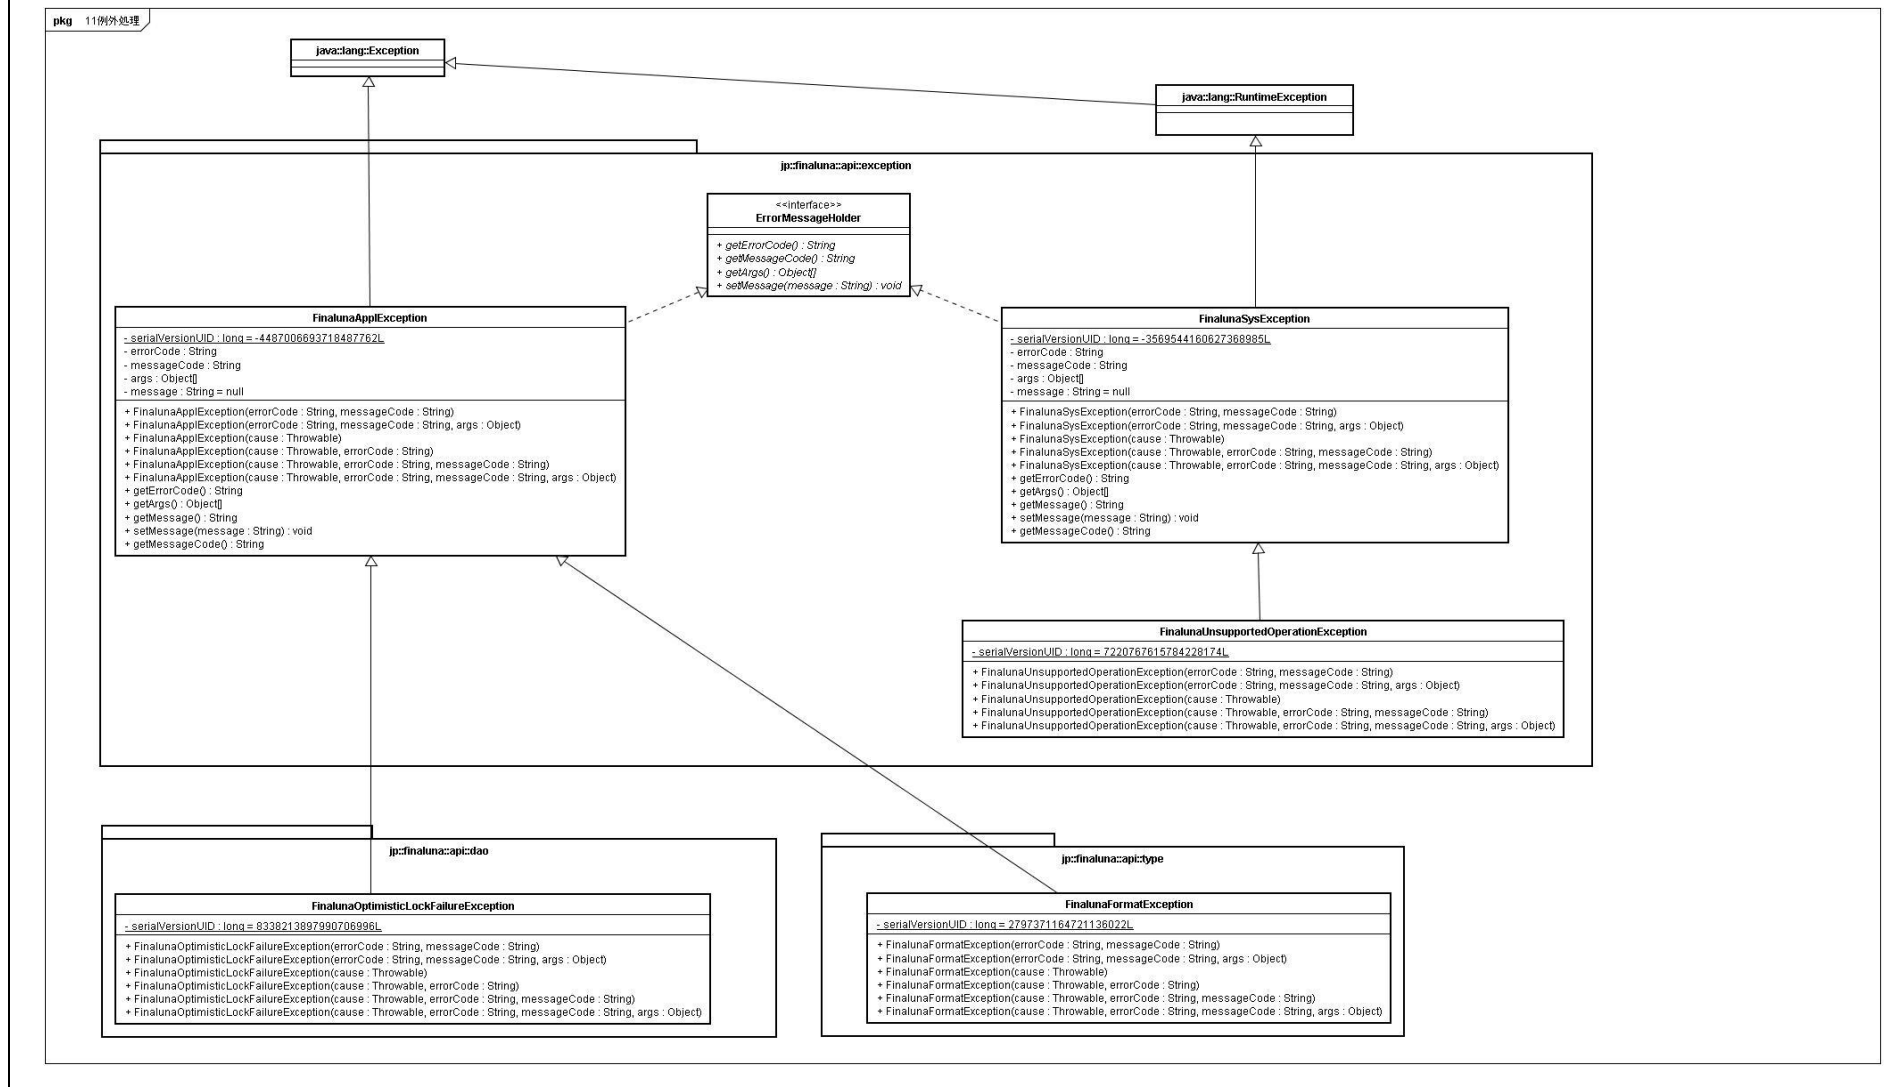 pkg 11例外処理
java::lang::Exception
java::lang::RuntimeException
jp::finaluna::api::exception
<<interface>>
ErrorMessageHolder
+ getErrorCode() : String
+ getMessageCode() : String
+ getArgs() : Object[]
+ setMessage(message : String) : void
FinalunaApplException
- serialVersionUID : long = -4487006693718487762L
- errorCode : String
- messageCode : String
- args : Object[]
- message : String = null
+ FinalunaApplException(errorCode : String, messageCode : String)
+ FinalunaApplException(errorCode : String, messageCode : String, args : Object)
+ FinalunaApplException(cause : Throwable)
+ FinalunaApplException(cause : Throwable, errorCode : String)
+ FinalunaApplException(cause : Throwable, errorCode : String, messageCode : String)
+ FinalunaApplException(cause : Throwable, errorCode : String, messageCode : String, args : Object)
+ getErrorCode() : String
+ getArgs() : Object[]
+ getMessage() : String
+ setMessage(message : String) : void
+ getMessageCode() : String
FinalunaSysException
- serialVersionUID : long = -3569544160627368985L
- errorCode : String
- messageCode : String
- args : Object[]
- message : String = null
+ FinalunaSysException(errorCode : String, messageCode : String)
+ FinalunaSysException(errorCode : String, messageCode : String, args : Object)
+ FinalunaSysException(cause : Throwable)
+ FinalunaSysException(cause : Throwable, errorCode : String, messageCode : String)
+ FinalunaSysException(cause : Throwable, errorCode : String, messageCode : String, args : Object)
+ getErrorCode() : String
+ getArgs() : Object[]
+ getMessage() : String
+ setMessage(message : String) : void
+ getMessageCode() : String
FinalunaUnsupportedOperationException
- serialVersionUID : long = 7220767615784228174L
+ FinalunaUnsupportedOperationException(errorCode : String, messageCode : String)
+ FinalunaUnsupportedOperationException(errorCode : String, messageCode : String, args : Object)
+ FinalunaUnsupportedOperationException(cause : Throwable)
+ FinalunaUnsupportedOperationException(cause : Throwable, errorCode : String, messageCode : String)
+ FinalunaUnsupportedOperationException(cause : Throwable, errorCode : String, messageCode : String, args : Object)
jp::finaluna::api::dao
FinalunaOptimisticLockFailureException
- serialVersionUID : long = 8338213897990706996L
+ FinalunaOptimisticLockFailureException(errorCode : String, messageCode : String)
+ FinalunaOptimisticLockFailureException(errorCode : String, messageCode : String, args : Object)
+ FinalunaOptimisticLockFailureException(cause : Throwable)
+ FinalunaOptimisticLockFailureException(cause : Throwable, errorCode : String)
+ FinalunaOptimisticLockFailureException(cause : Throwable, errorCode : String, messageCode : String)
+ FinalunaOptimisticLockFailureException(cause : Throwable, errorCode : String, messageCode : String, args : Object)
jp::finaluna::api::type
FinalunaFormatException
- serialVersionUID : long = 2797371164721136022L
+ FinalunaFormatException(errorCode : String, messageCode : String)
+ FinalunaFormatException(errorCode : String, messageCode : String, args : Object)
+ FinalunaFormatException(cause : Throwable)
+ FinalunaFormatException(cause : Throwable, errorCode : String)
+ FinalunaFormatException(cause : Throwable, errorCode : String, messageCode : String)
+ FinalunaFormatException(cause : Throwable, errorCode : String, messageCode : String, args : Object)